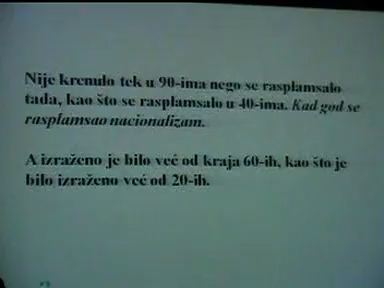 Nije krenulo tek u 90-ima nego se rasplamsalo
tada, kao što se rasplamsalo u 40-ima. Kad god se
rasplamsao nacionalizam.
A izraženo je bilo već od kraja 60-ih, kao što je
bilo izraženo već od 20-ih.